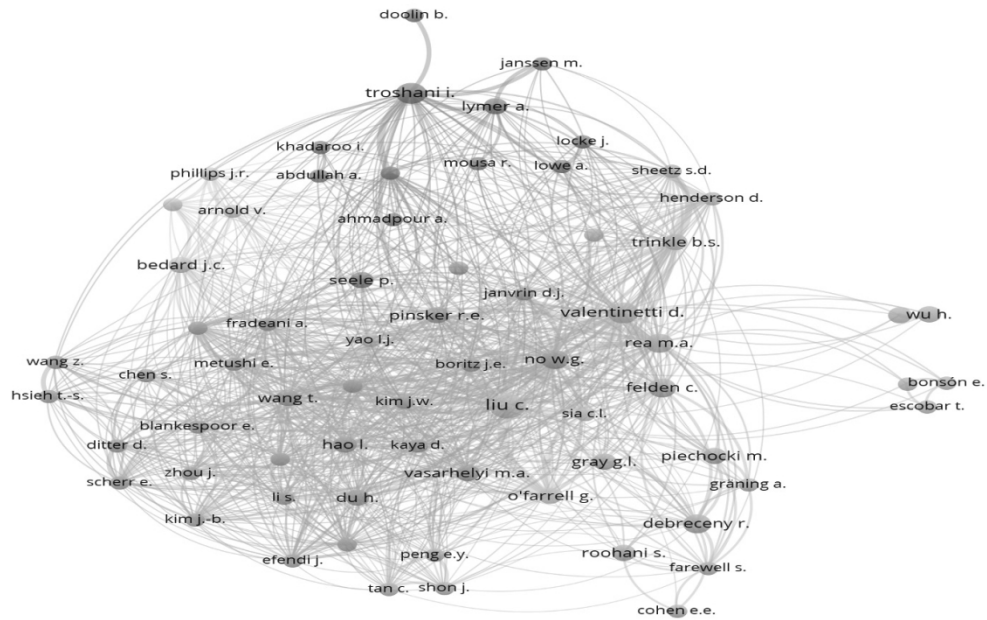 doolin b.
janssen m.
troshani i.
lymer a.
locke j.
khadaroo i.
mousa r.
lowe a.
sheetz s.d.
phillips j.r.
abdullah a.
henderson d.
arnold v.
ahmadpour a.
trinkle b.s.
bedard j.c.
seele p.
janvrin d.j.
valentinetti d.
wu h.
pinsker r.e.
fradeani a.
yao l.j.
rea m.a.
wang z.
metushi e.
boritz j.e.
no w.g.
chen s.
bonsón e.
hsieh t.-s.
felden c.
wang t.
kim j.w.
liu c.
sia c.l.
escobar t.
blankespoor e.
ditter d.
hao l.
kaya d.
piechocki m.
gray g.l.
scherr e.
zhou j.
vasarhelyi m.a.
graning a.
li s.
du h.
o'farrell g.
kim j.-b.
debreceny r.
efendi j.
peng e.y.
roohani s.
farewell s.
tan c.
shon j.
cohen e.e.